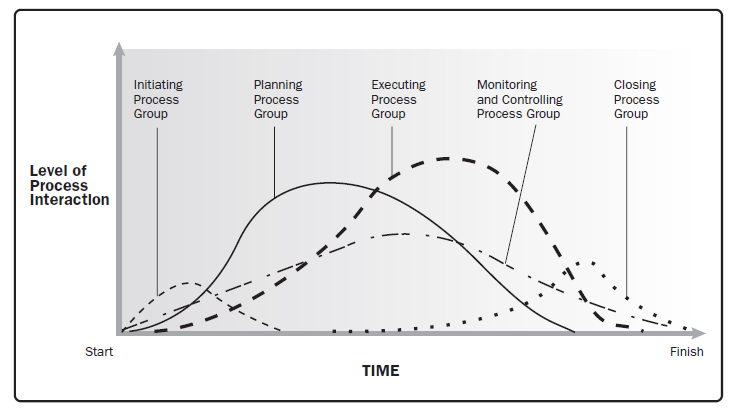 Initiating
Process
Group
Planning
Process
Group
Executing
Process
Group
Monitoring
and Controlling
Process Group
Closing
Process
Group
Level of
Process
Interaction
Start
Finish
TIME